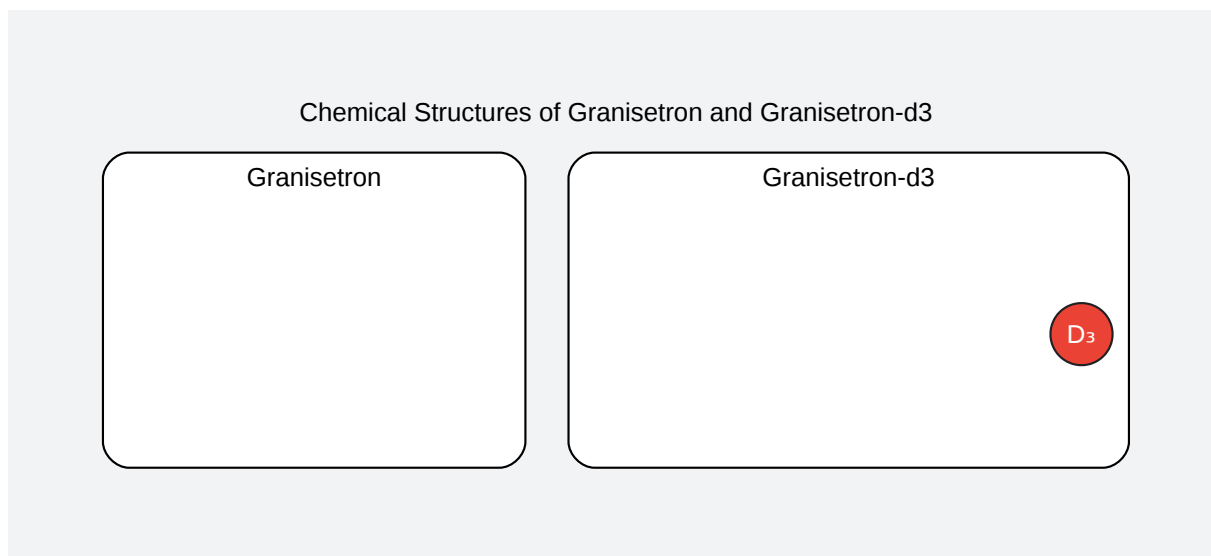 Chemical Structures of Granisetron and Granisetron-d3
Granisetron
Granisetron-d3
D₃